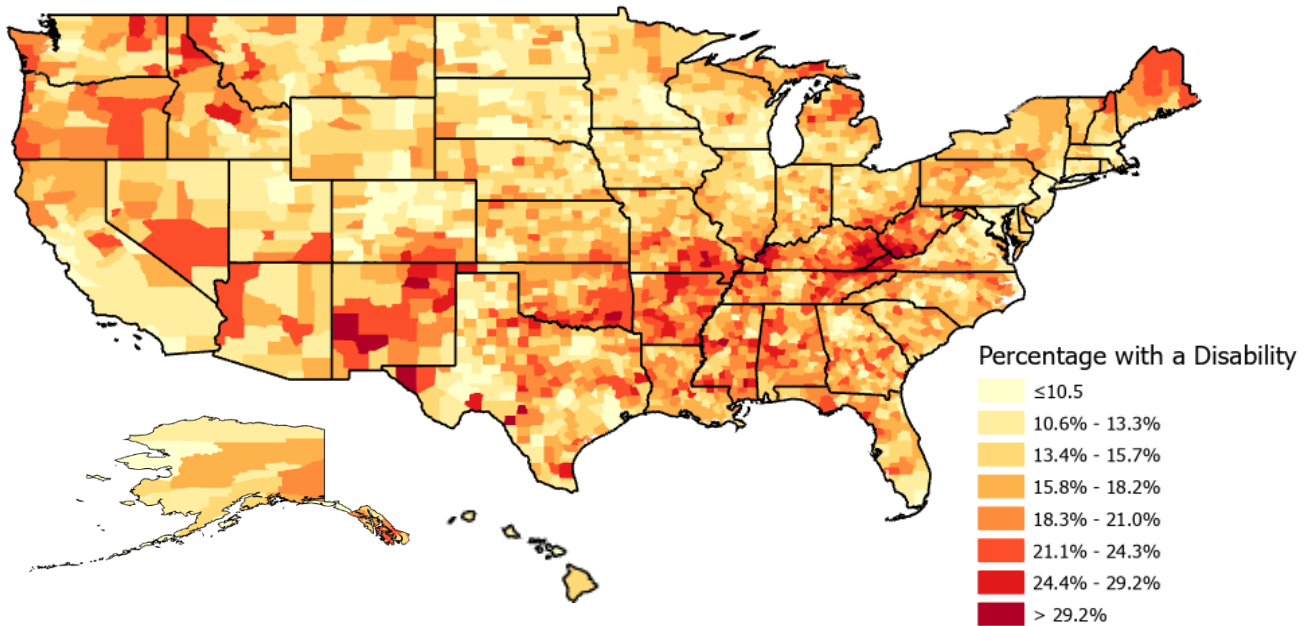 Percentage with a Disability
≤10.5
10.6% - 13.3%
13.4% - 15.7%
15.8% - 18.2%
18.3% - 21.0%
21.1% - 24.3%
24.4% - 29.2%
> 29.2%